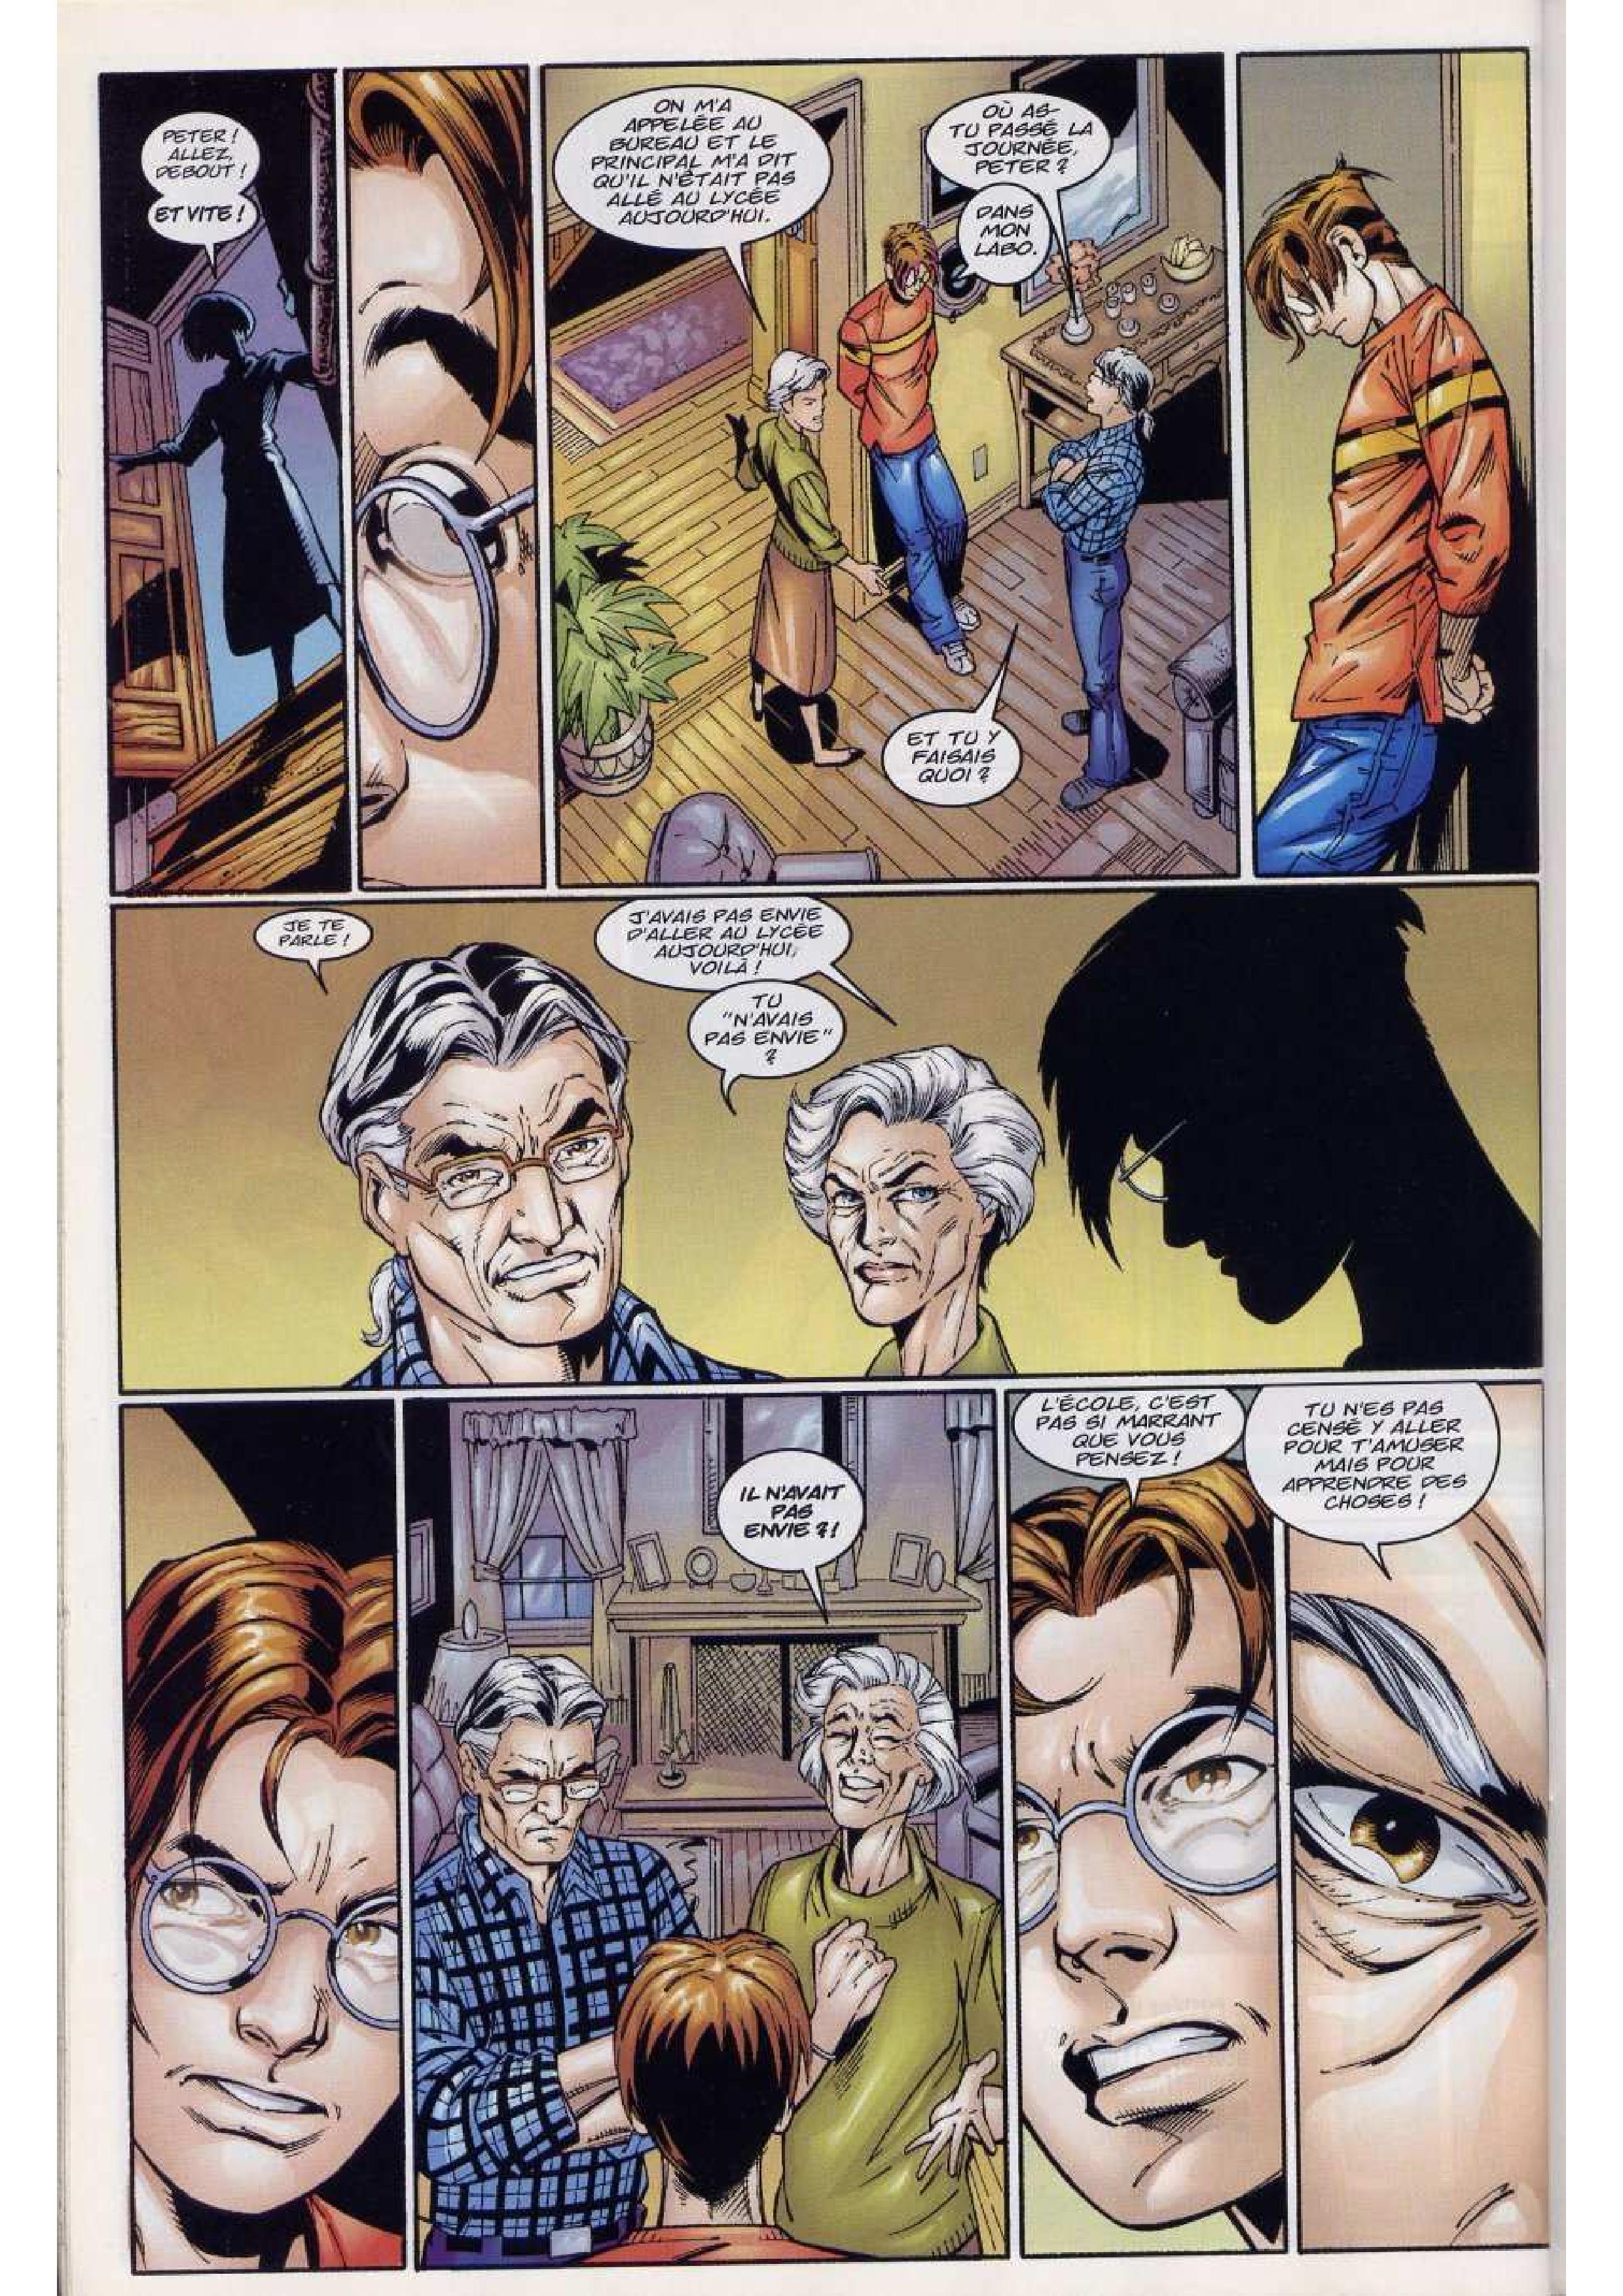 PETER !
ALLEZ,
DEBOUT !
ET VITE !
ON M'A
APPELÉE AU
BUREAU ET LE
PRINCIPAL M'A DIT
QU'IL N'ÉTAIT PAS
ALLÉ AU LYCÉE
AUJOURD'HUI.
OÙ AS-
TU PASSÉ LA
JOURNÉE,
PETER ?
DANS
MON
LABO.
ET TU Y
FAISAIS
QUOI ?
JE TE
PARLE !
J'AVAIS PAS ENVIE
D'ALLER AU LYCÉE
AUJOURD'HUI,
VOILÀ !
TU
"N'AVAIS
PAS ENVIE"
?
IL N'AVAIT
PAS
ENVIE ?!
L'ÉCOLE, C'EST
PAS SI MARRANT
QUE VOUS
PENSEZ !
TU N'ES PAS
CENSÉ Y ALLER
POUR T'AMUSER
MAIS POUR
APPRENDRE DES
CHOSES !